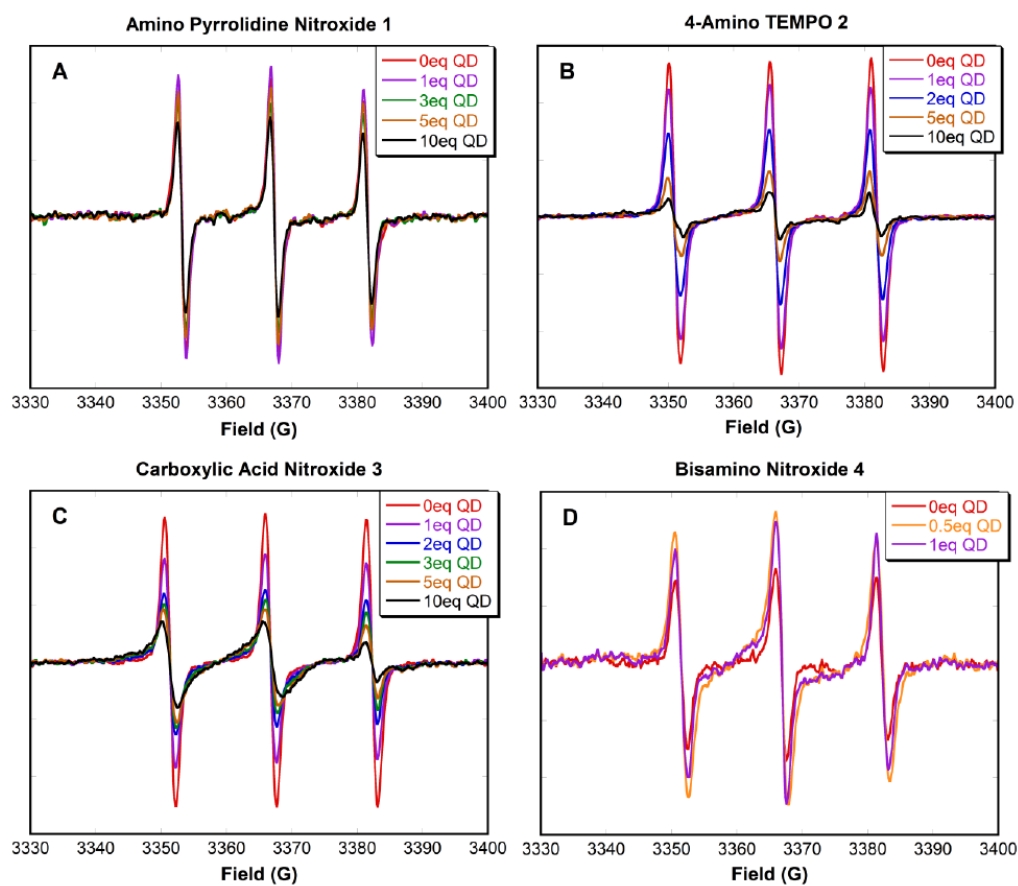 Amino Pyrrolidine Nitroxide 1
A
0eq QD
1eq QD
3eq QD
5eq QD
10eq QD
3330 3340 3350 3360 3370 3380 3390 3400
Field (G)
4-Amino TEMPO 2
B
0eq QD
1eq QD
2eq QD
5eq QD
10eq QD
3330 3340 3350 3360 3370 3380 3390 3400
Field (G)
Carboxylic Acid Nitroxide 3
C
0eq QD
1eq QD
2eq QD
3eq QD
5eq QD
10eq QD
3330 3340 3350 3360 3370 3380 3390 3400
Field (G)
Bisamino Nitroxide 4
D
0eq QD
0.5eq QD
1eq QD
3330 3340 3350 3360 3370 3380 3390 3400
Field (G)